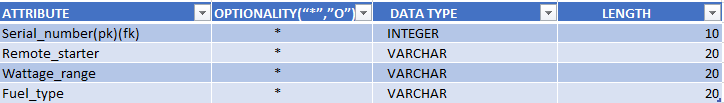 ATTRIBUTE OPTIONALITY("*","O") DATA TYPE LENGTH
Serial_number(pk)(fk) * INTEGER 10
Remote_starter * VARCHAR 20
Wattage_range * VARCHAR 20
Fuel_type * VARCHAR 20